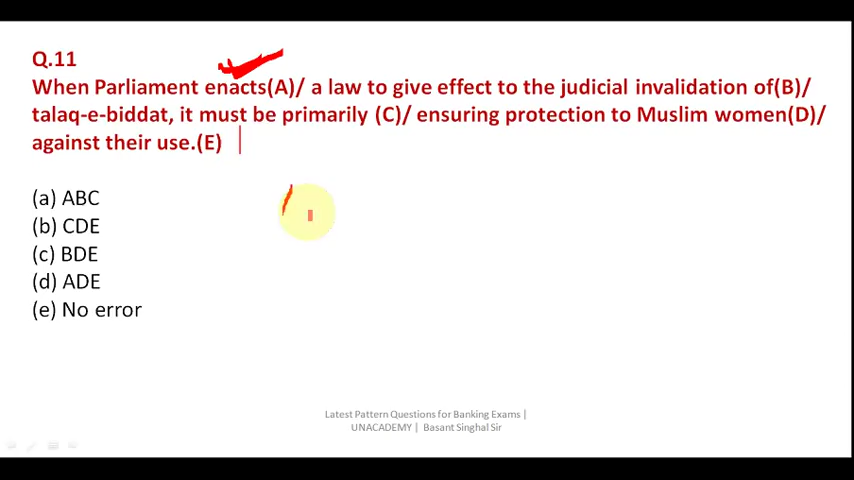 Q.11
When Parliament enacts(A)/ a law to give effect to the judicial invalidation of(B)/
talaq-e-biddat, it must be primarily (C)/ ensuring protection to Muslim women(D)/
against their use.(E)
(a) ABC
(b) CDE
(c) BDE
(d) ADE
(e) No error
Latest Pattern Questions for Banking Exams |
UNACADEMY | Basant Singhal Sir